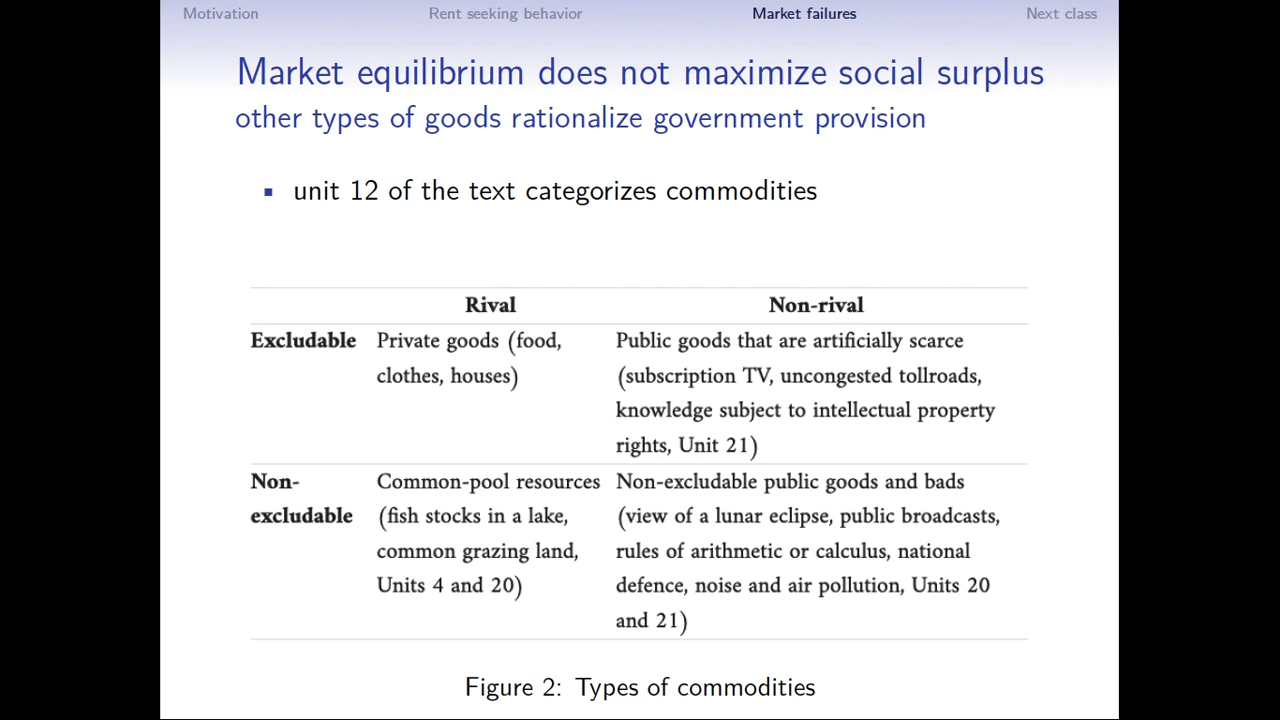 Motivation Rent seeking behavior Market failures Next class
Market equilibrium does not maximize social surplus
other types of goods rationalize government provision
unit 12 of the text categorizes commodities
Rival Non-rival
Excludable Private goods (food, Public goods that are artificially scarce
clothes, houses) (subscription TV, uncongested tollroads,
knowledge subject to intellectual property
rights, Unit 21)
Non- Common-pool resources Non-excludable public goods and bads
excludable (fish stocks in a lake, (view of a lunar eclipse, public broadcasts,
common grazing land, rules of arithmetic or calculus, national
Units 4 and 20) defence, noise and air pollution, Units 20
and 21)
Figure 2: Types of commodities